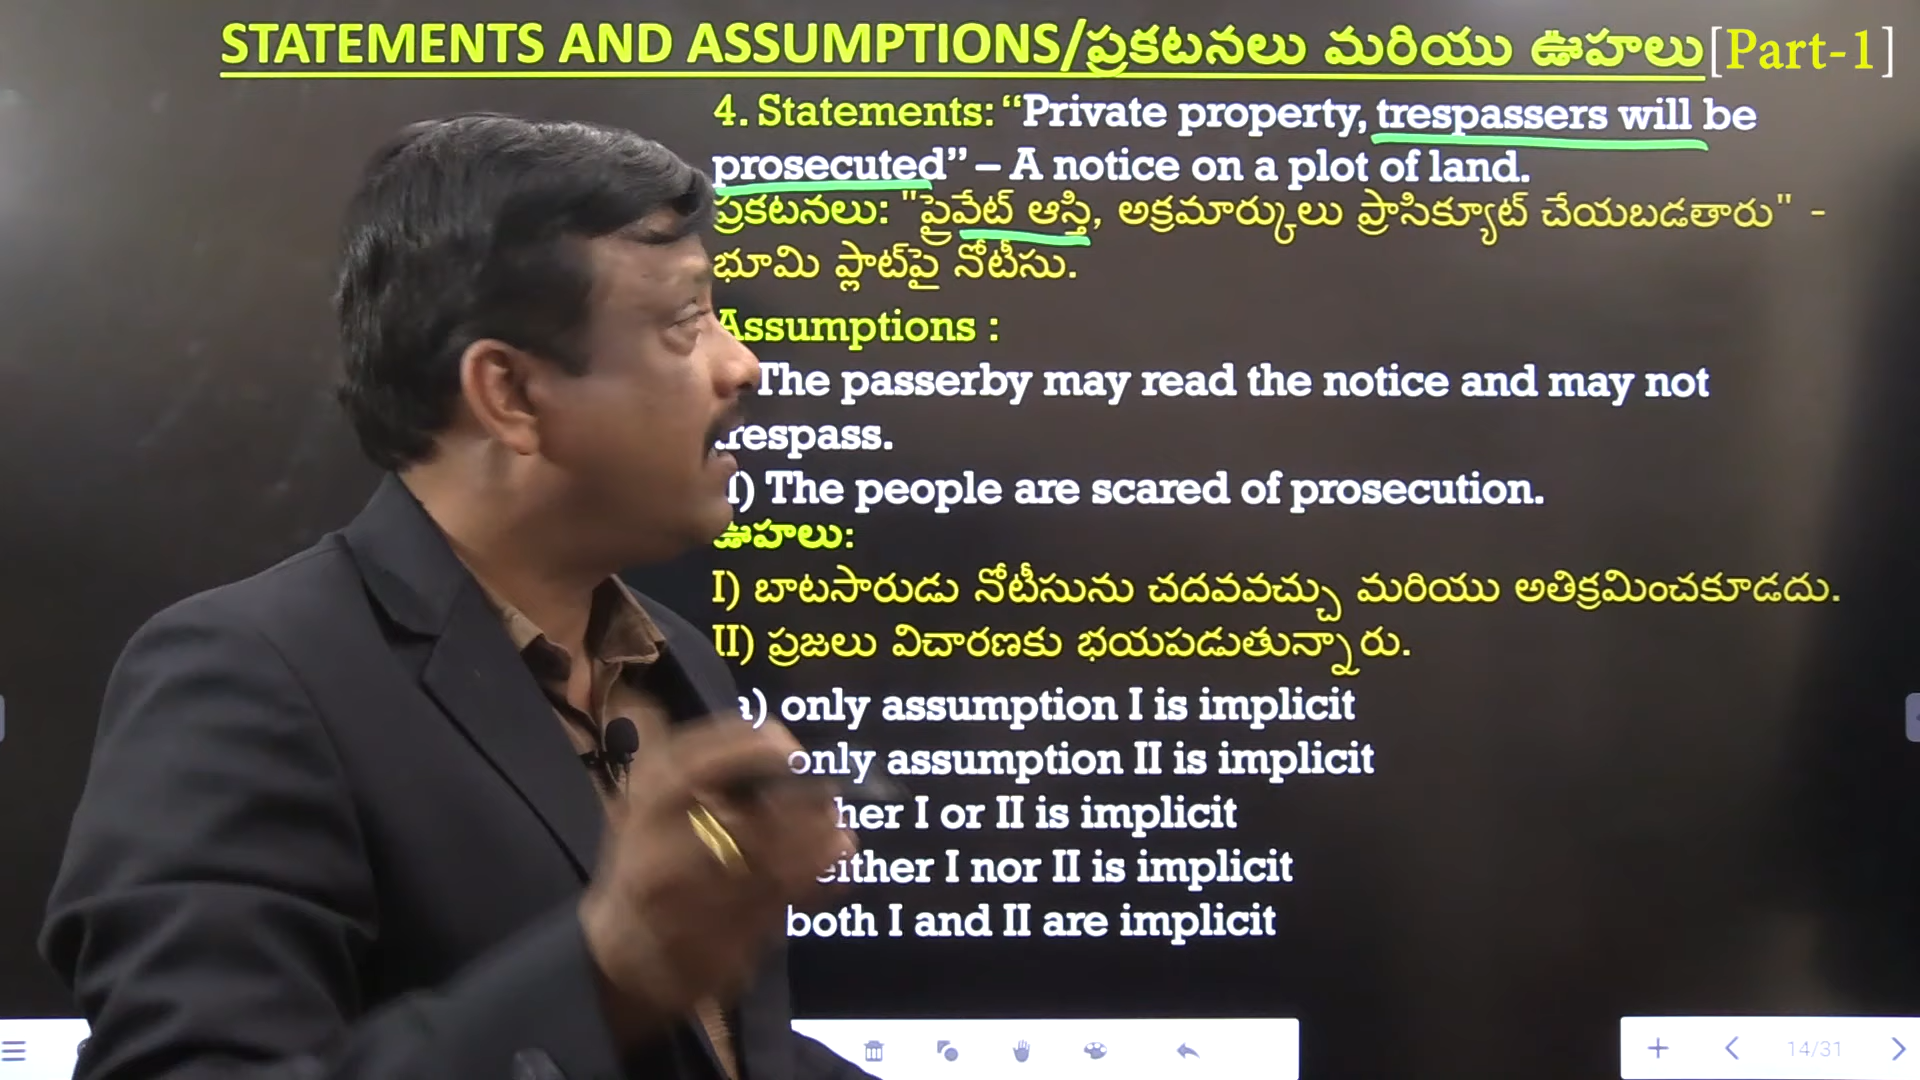 STATEMENTS AND ASSUMPTIONS/ప్రకటనలు మరియు ఊహలు[Part-1]
4. Statements: “Private property, trespassers will be
prosecuted” – A notice on a plot of land.
ప్రకటనలు: "ప్రైవేట్ ఆస్తి, అక్రమార్కులు ప్రాసిక్యూట్ చేయబడతారు" -
భూమి ప్లాట్‌పై నోటీసు.
Assumptions :
The passerby may read the notice and may not
trespass.
II) The people are scared of prosecution.
ఊహలు:
I) బాటసారుడు నోటీసును చదవవచ్చు మరియు అతిక్రమించకూడదు.
II) ప్రజలు విచారణకు భయపడుతున్నారు.
a) only assumption I is implicit
only assumption II is implicit
I or II is implicit
I nor II is implicit
both I and II are implicit
14/31